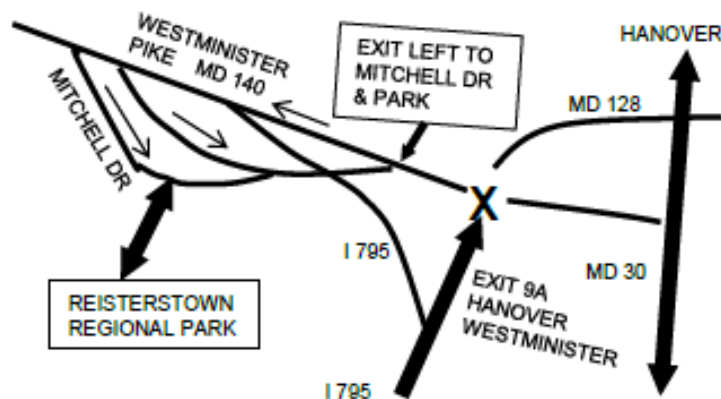 WESTMINISTER
PIKE MD 140
EXIT LEFT TO
MITCHELL DR
& PARK
HANOVER
MD 128
MITCHELL DR
X
I 795
MD 30
REISTERSTOWN
REGIONAL PARK
EXIT 9A
HANOVER
WESTMINISTER
I 795